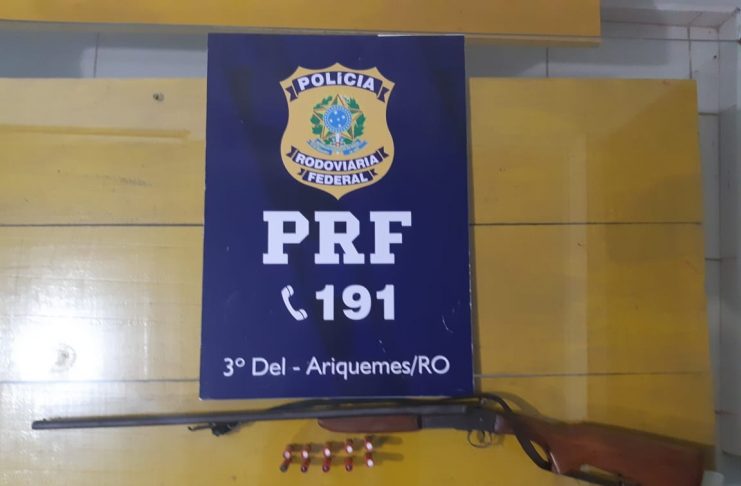 POLÍCIA
RODOVIÁRIA
FEDERAL
PRF
191
3º Del - Ariquemes/RO